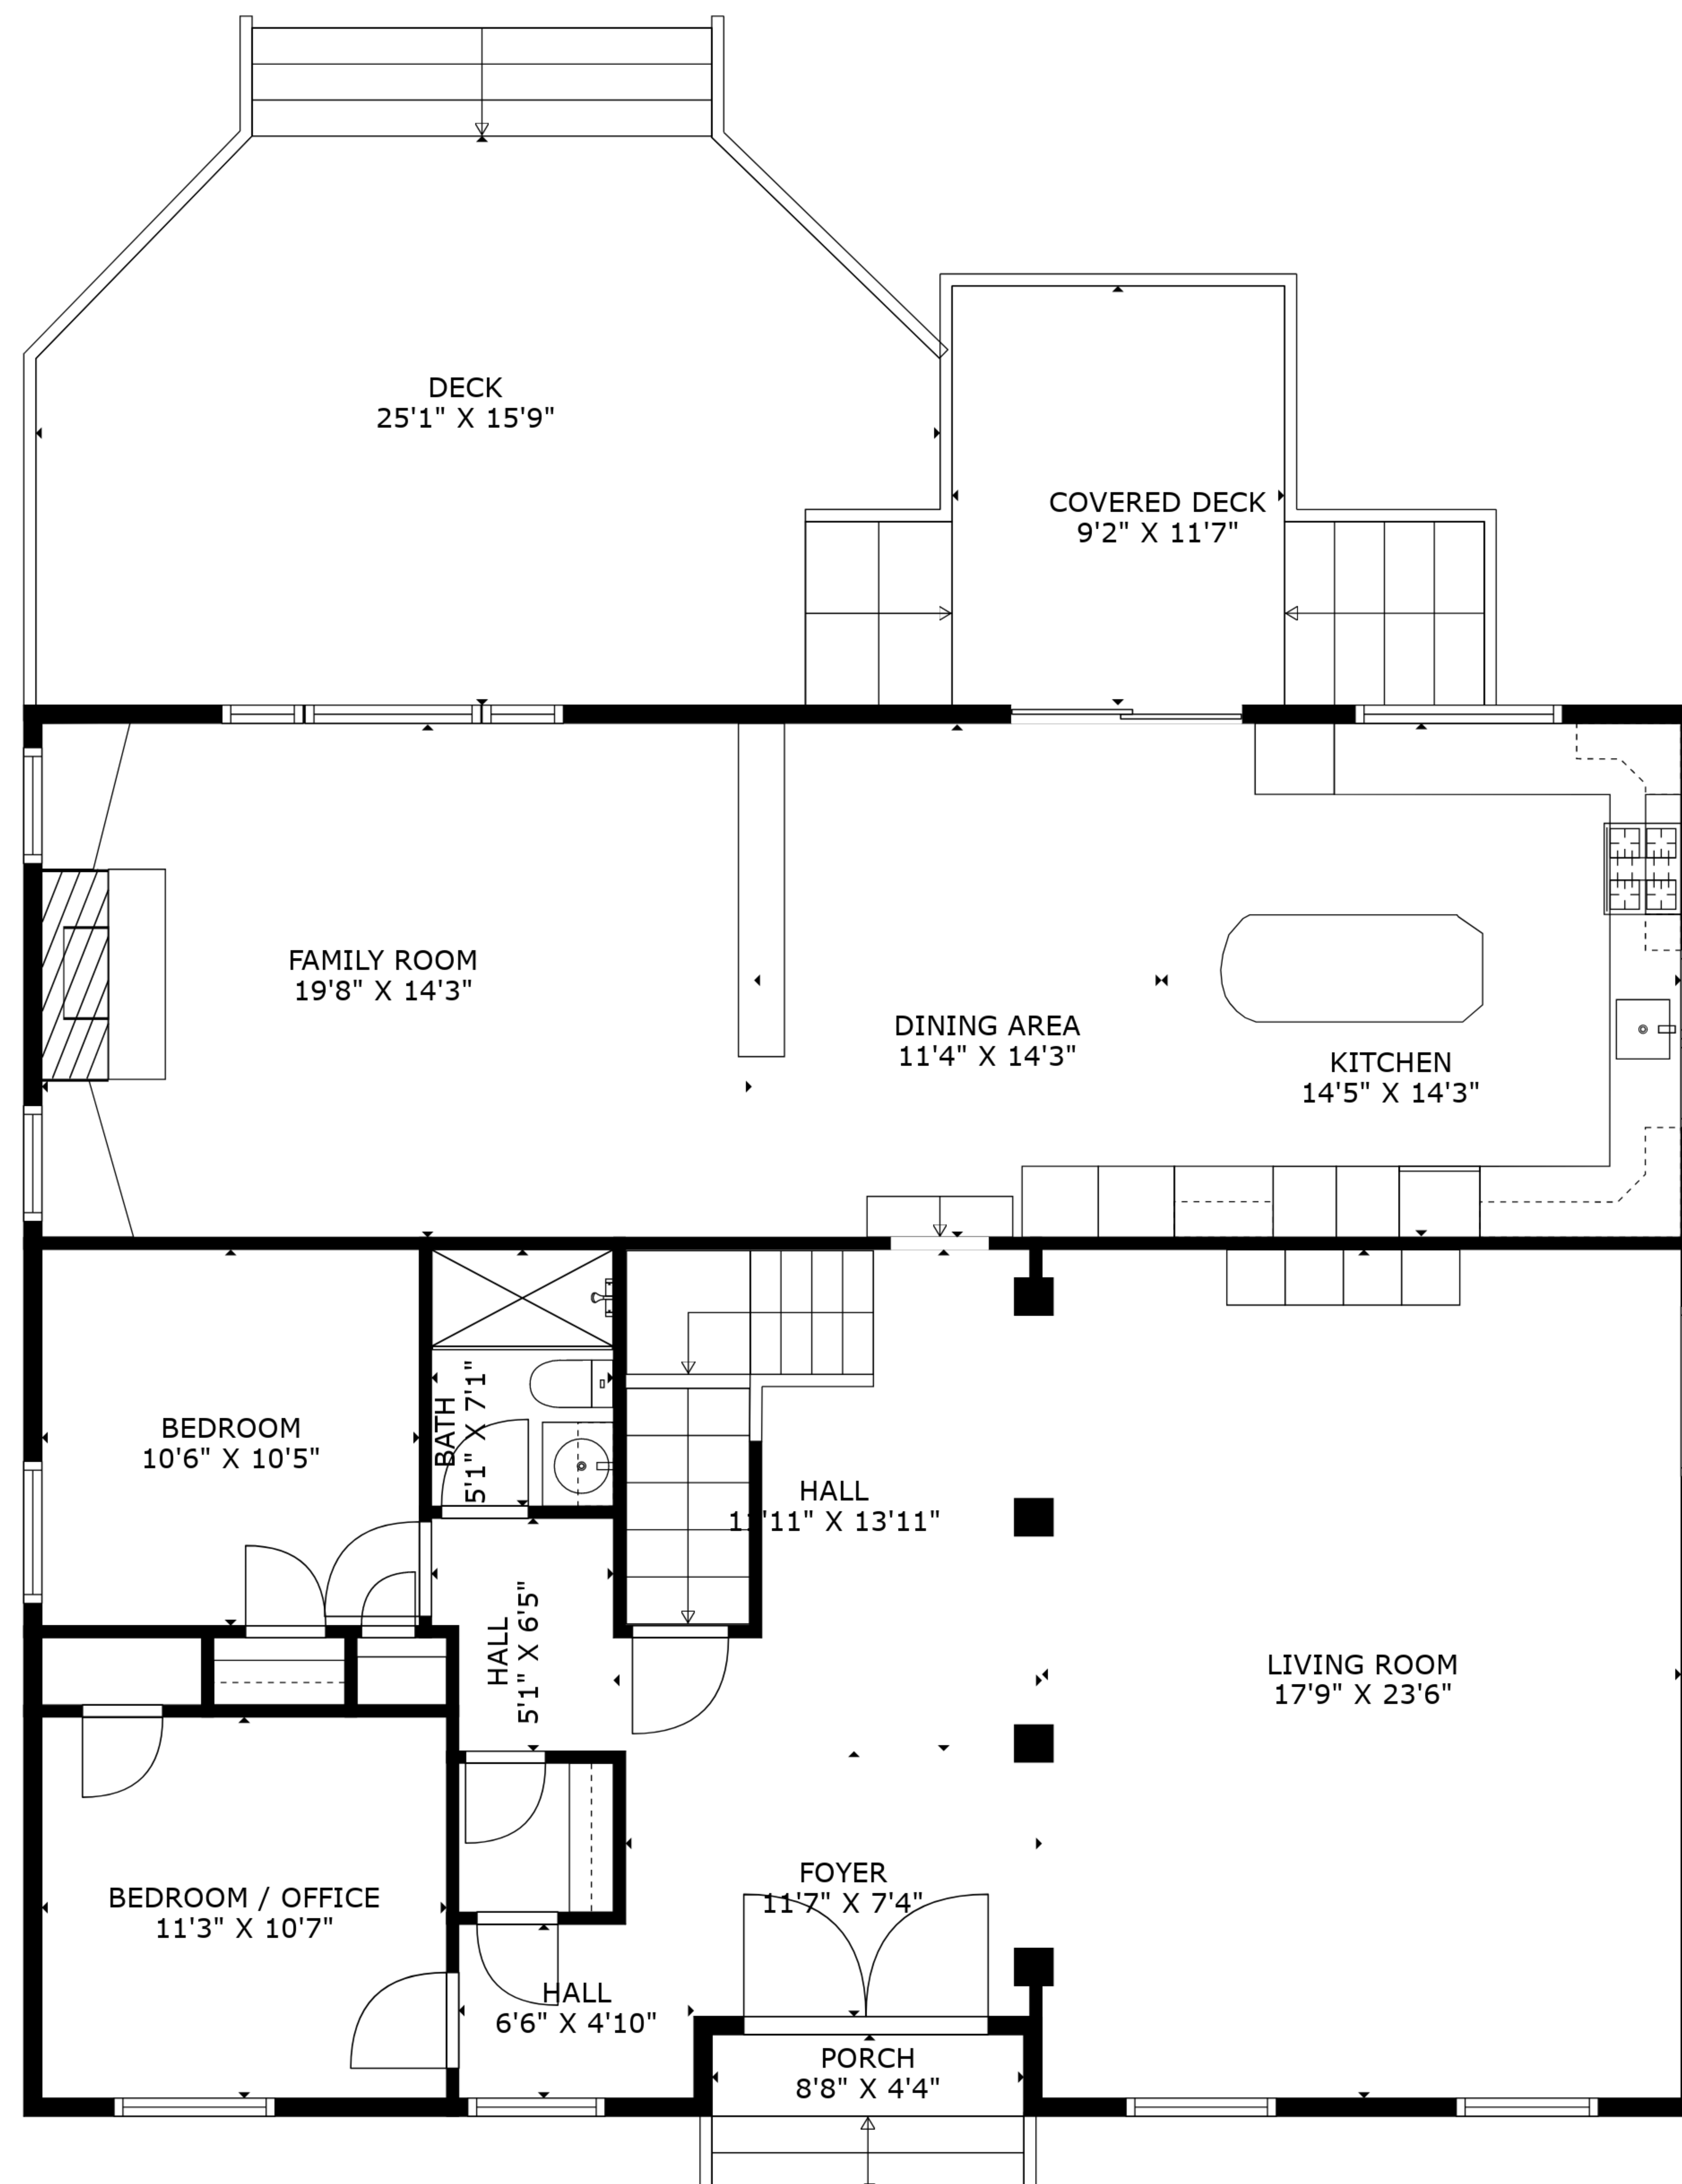 DECK
25'1" X 15'9"
COVERED DECK
9'2" X 11'7"
FAMILY ROOM
19'8" X 14'3"
DINING AREA
11'4" X 14'3"
KITCHEN
14'5" X 14'3"
BEDROOM
10'6" X 10'5"
BATH
5'1" X 7'1"
HALL
11'11" X 13'11"
HALL
5'1" X 6'5"
LIVING ROOM
17'9" X 23'6"
FOYER
11'7" X 7'4"
BEDROOM / OFFICE
11'3" X 10'7"
HALL
6'6" X 4'10"
PORCH
8'8" X 4'4"